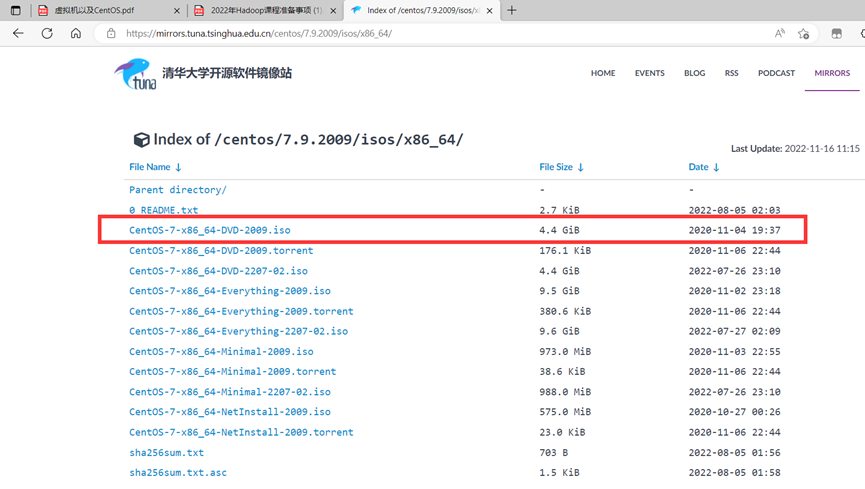 虚拟机以及CentOS.pdf
2022年Hadoop课程准备事项 (1)
Index of /centos/7.9.2009/isos/x8
https://mirrors.tuna.tsinghua.edu.cn/centos/7.9.2009/isos/x86_64/
tuna 清华大学开源软件镜像站 HOME EVENTS BLOG RSS PODCAST MIRRORS
Index of /centos/7.9.2009/isos/x86_64/
Last Update: 2022-11-16 11:15
File Name ↓ File Size ↓ Date ↓
Parent directory/ - -
0_README.txt 2.7 KiB 2022-08-05 02:03
CentOS-7-x86_64-DVD-2009.iso 4.4 GiB 2020-11-04 19:37
CentOS-7-x86_64-DVD-2009.torrent 176.1 KiB 2020-11-06 22:44
CentOS-7-x86_64-DVD-2207-02.iso 4.4 GiB 2022-07-26 23:10
CentOS-7-x86_64-Everything-2009.iso 9.5 GiB 2020-11-02 23:18
CentOS-7-x86_64-Everything-2009.torrent 380.6 KiB 2020-11-06 22:44
CentOS-7-x86_64-Everything-2207-02.iso 9.6 GiB 2022-07-27 02:09
CentOS-7-x86_64-Minimal-2009.iso 973.0 MiB 2020-11-03 22:55
CentOS-7-x86_64-Minimal-2009.torrent 38.6 KiB 2020-11-06 22:44
CentOS-7-x86_64-Minimal-2207-02.iso 988.0 MiB 2022-07-26 23:10
CentOS-7-x86_64-NetInstall-2009.iso 575.0 MiB 2020-10-27 00:26
CentOS-7-x86_64-NetInstall-2009.torrent 23.0 KiB 2020-11-06 22:44
sha256sum.txt 703 B 2022-08-05 01:56
sha256sum.txt.asc 1.5 KiB 2022-08-05 01:58